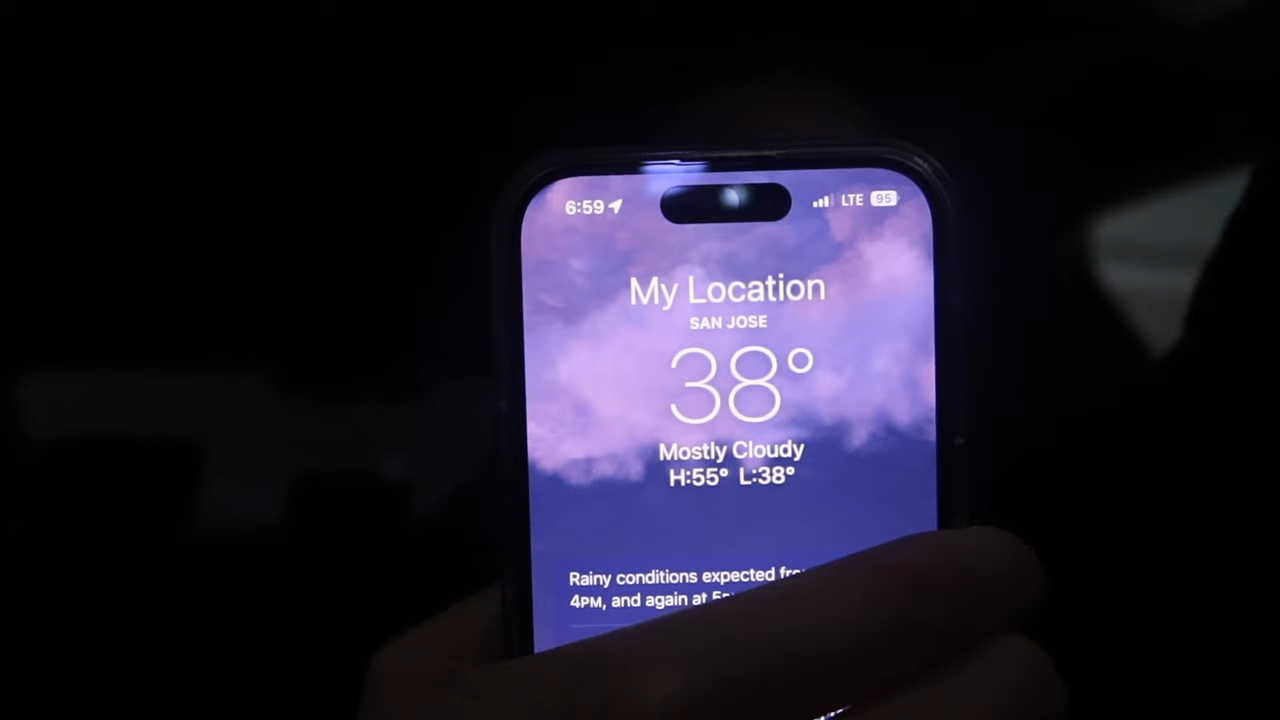 6:59 LTE 95
My Location
SAN JOSE
38°
Mostly Cloudy
H:55° L:38°
Rainy conditions expected
4PM, and again at